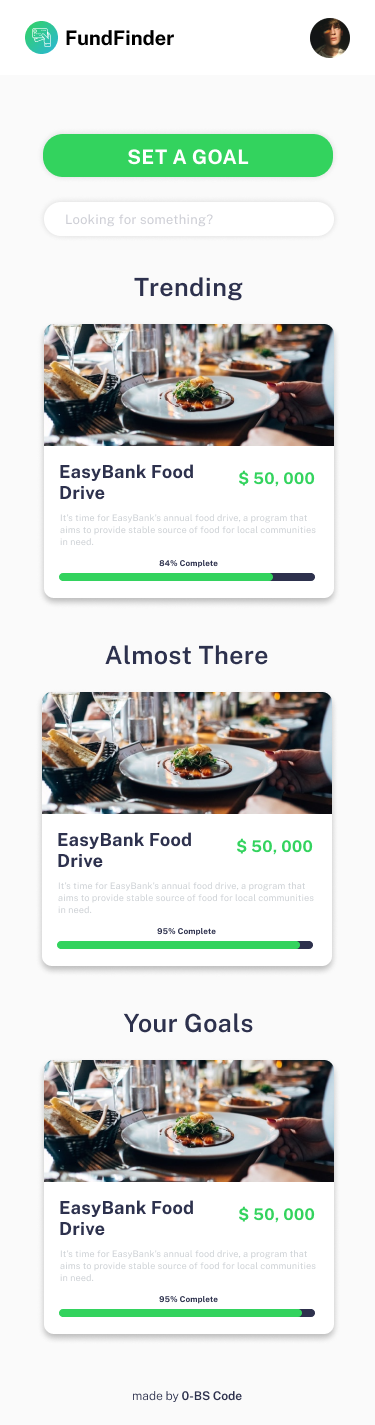 FundFinder
SET A GOAL
Looking for something?
Trending
EasyBank Food
Drive
$ 50, 000
It's time for EasyBank's annual food drive, a program that
aims to provide stable source of food for local communities
in need.
84% Complete
Almost There
EasyBank Food
Drive
$ 50, 000
It's time for EasyBank's annual food drive, a program that
aims to provide stable source of food for local communities
in need.
95% Complete
Your Goals
EasyBank Food
Drive
$ 50, 000
It's time for EasyBank's annual food drive, a program that
aims to provide stable source of food for local communities
in need.
95% Complete
made by 0-BS Code